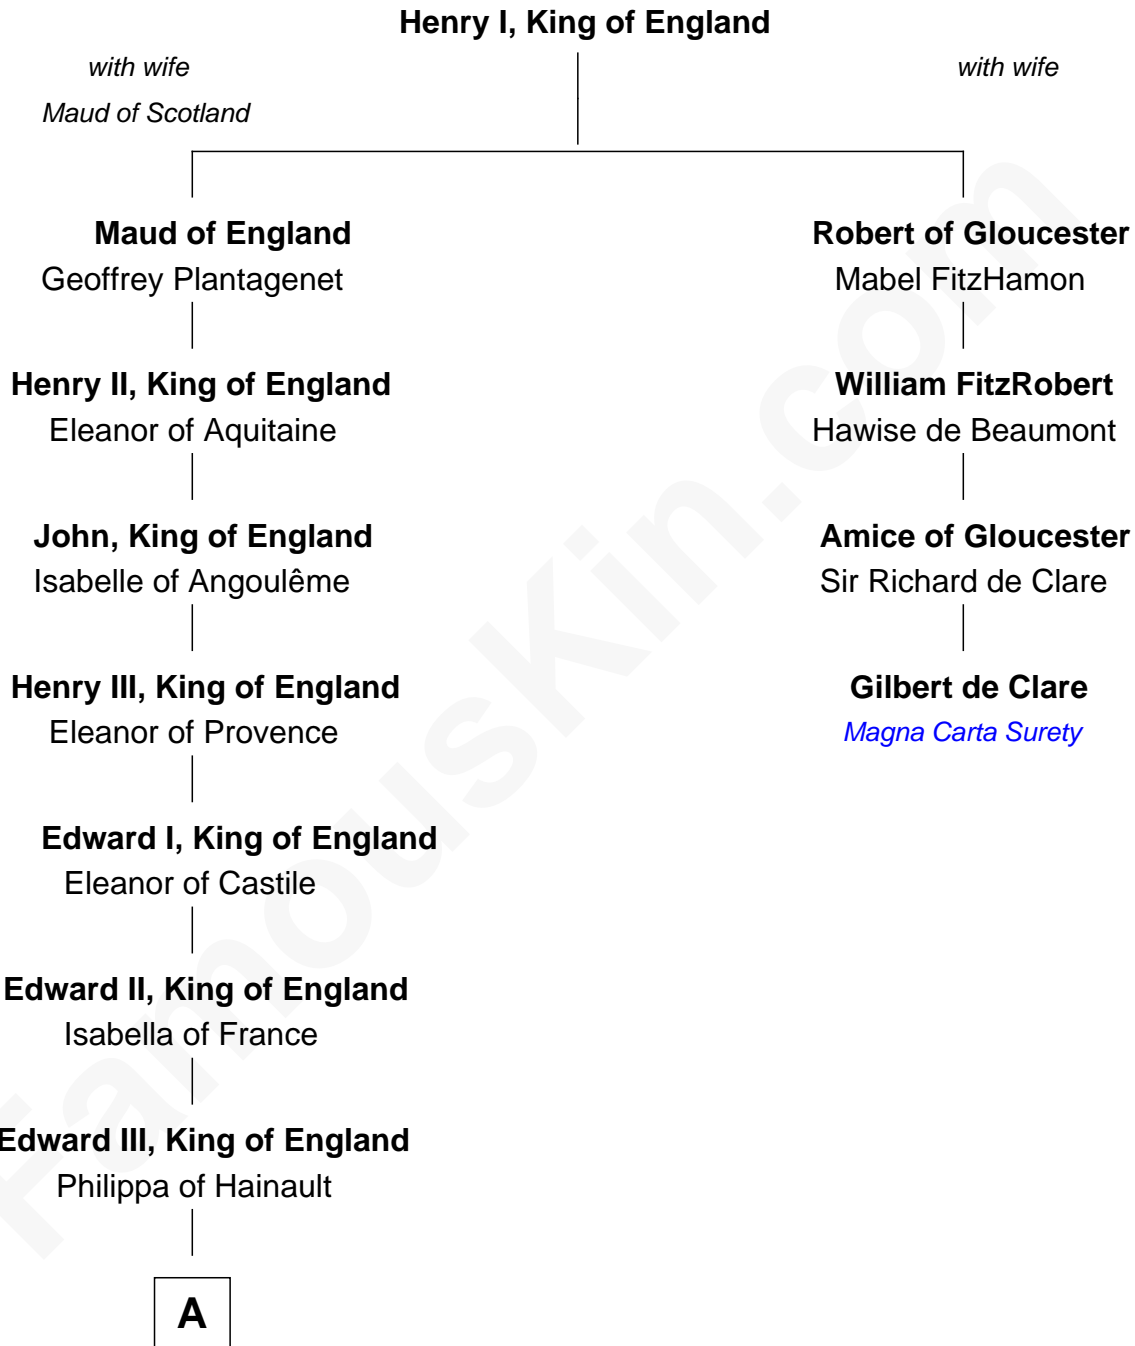 Henry I, King of England
with wife
Maud of Scotland
with wife
Maud of England
Geoffrey Plantagenet
Robert of Gloucester
Mabel FitzHamon
Henry II, King of England
Eleanor of Aquitaine
William FitzRobert
Hawise de Beaumont
John, King of England
Isabelle of Angoulême
Amice of Gloucester
Sir Richard de Clare
Henry III, King of England
Eleanor of Provence
Gilbert de Clare
Magna Carta Surety
Edward I, King of England
Eleanor of Castile
Edward II, King of England
Isabella of France
Edward III, King of England
Philippa of Hainault
A
FamousKin.com